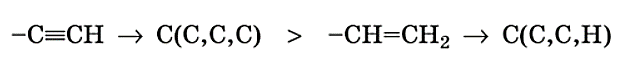 −C≡CH → C(C,C,C) > −CH=CH₂ → C(C,C,H)